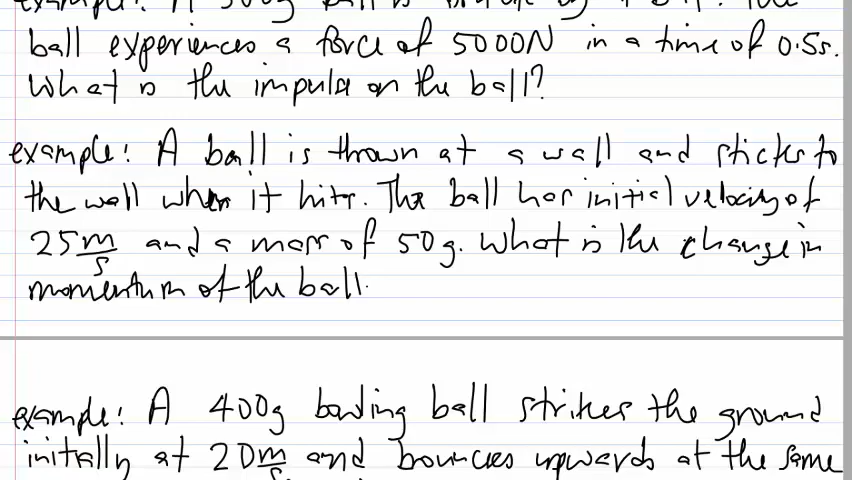 ball experiences a force of 5000N in a time of 0.5s.
What is the impulse on the ball?
example: A ball is thrown at a wall and sticks to
the wall when it hits. The ball has initial velocity of
25 m/s and a mass of 50g. What is the change in
momentum of the ball.
example: A 400g bowling ball strikes the ground
initially at 20 m/s and bounces upwards at the same